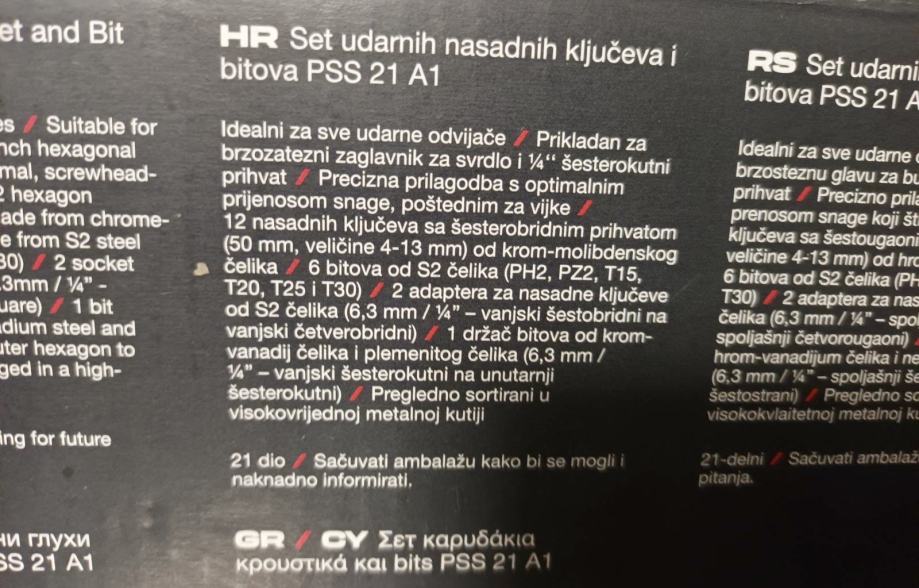 et and Bit
es / Suitable for
nch hexagonal
mal, screwhead-
2 hexagon
ade from chrome-
e from S2 steel
30) / 2 socket
.3mm / ¼" -
uare) / 1 bit
dium steel and
uter hexagon to
ged in a high-
ing for future
ни глухи
SS 21 A1
HR Set udarnih nasadnih ključeva i
bitova PSS 21 A1
Idealni za sve udarne odvijače / Prikladan za
brzozatezni zaglavnik za svrdlo i ¼“ šesterokutni
prihvat / Precizna prilagodba s optimalnim
prijenosom snage, poštednim za vijke /
12 nasadnih ključeva sa šesterobridnim prihvatom
(50 mm, veličine 4-13 mm) od krom-molibdenskog
čelika / 6 bitova od S2 čelika (PH2, PZ2, T15,
T20, T25 i T30) / 2 adaptera za nasadne ključeve
od S2 čelika (6,3 mm / ¼” – vanjski šestobridni na
vanjski četverobridni) / 1 držač bitova od krom-
vanadij čelika i plemenitog čelika (6,3 mm /
¼” – vanjski šesterokutni na unutarnji
šesterokutni) / Pregledno sortirani u
visokovrijednoj metalnoj kutiji
21 dio / Sačuvati ambalažu kako bi se mogli i
naknadno informirati.
GR / CY Σετ καρυδάκια
κρουστικά και bits PSS 21 A1
RS Set udarni
bitova PSS 21 A
Idealni za sve udarne
brzosteznu glavu za bu
prihvat / Precizno prila
prenosom snage koji št
ključeva sa šestougaoni
veličine 4-13 mm) od hro
6 bitova od S2 čelika (PH
T30) / 2 adaptera za nas
čelika (6,3 mm / ¼” – spo
spoljašnji četvorougaoni) /
hrom-vanadijum čelika i ne
(6,3 mm / ¼” – spoljašnji še
šestostrani) / Pregledno so
visokokvlaitetnoj metalnoj ku
21-delni / Sačuvati ambalaž
pitanja.